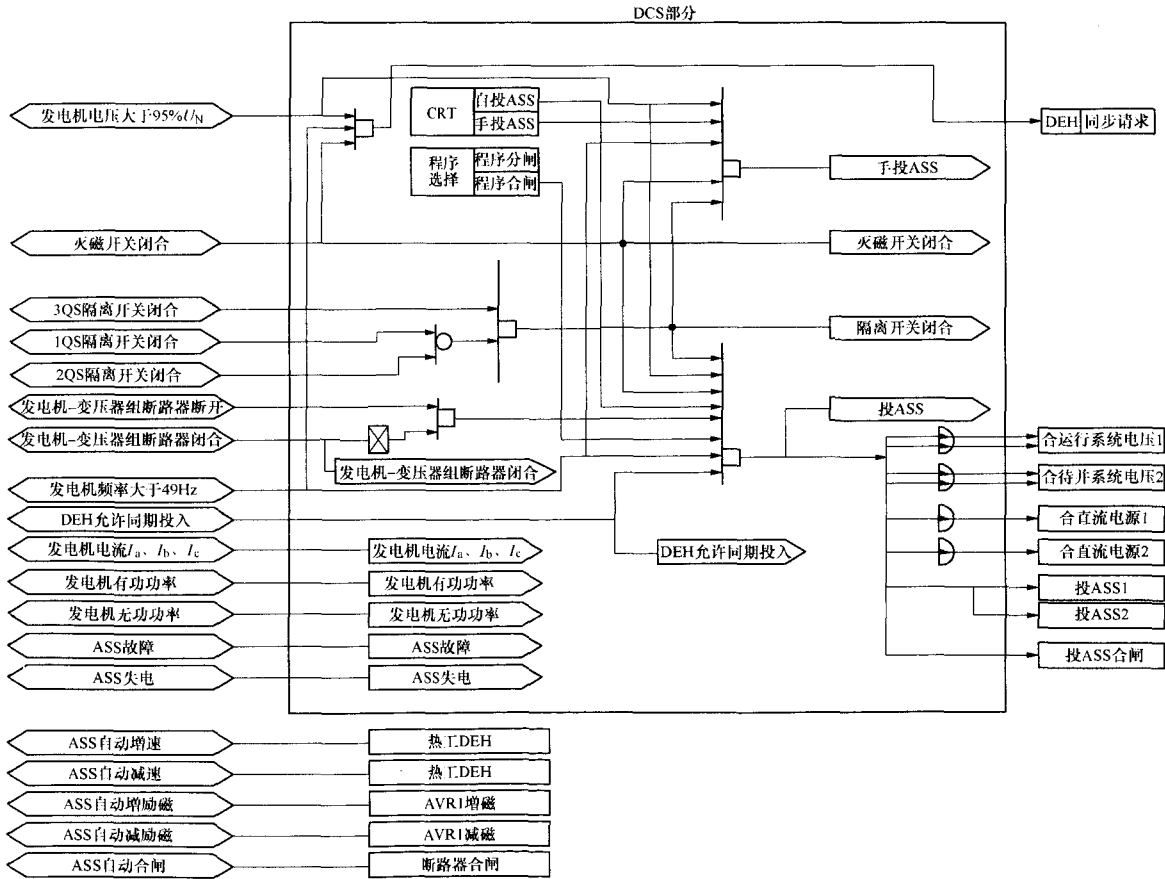 DCS部分
发电机电压大于95%UN
CRT
自投ASS
手投ASS
程序
选择
程序分闸
程序合闸
DEH 同步请求
手投ASS
灭磁开关闭合
灭磁开关闭合
3QS隔离开关闭合
1QS隔离开关闭合
2QS隔离开关闭合
隔离开关闭合
发电机-变压器组断路器断开
发电机-变压器组断路器闭合
发电机-变压器组断路器闭合
投ASS
合运行系统电压1
合待并系统电压2
合直流电源1
合直流电源2
投ASS1
投ASS2
投ASS合闸
发电机频率大于49Hz
DEH允许同期投入
DEH允许同期投入
发电机电流Ia、Ib、Ic
发电机电流Ia、Ib、Ic
发电机有功功率
发电机有功功率
发电机无功功率
发电机无功功率
ASS故障
ASS故障
ASS失电
ASS失电
ASS自动增速
热工DEH
ASS自动减速
热工DEH
ASS自动增励磁
AVR1增磁
ASS自动减励磁
AVR1减磁
ASS自动合闸
断路器合闸